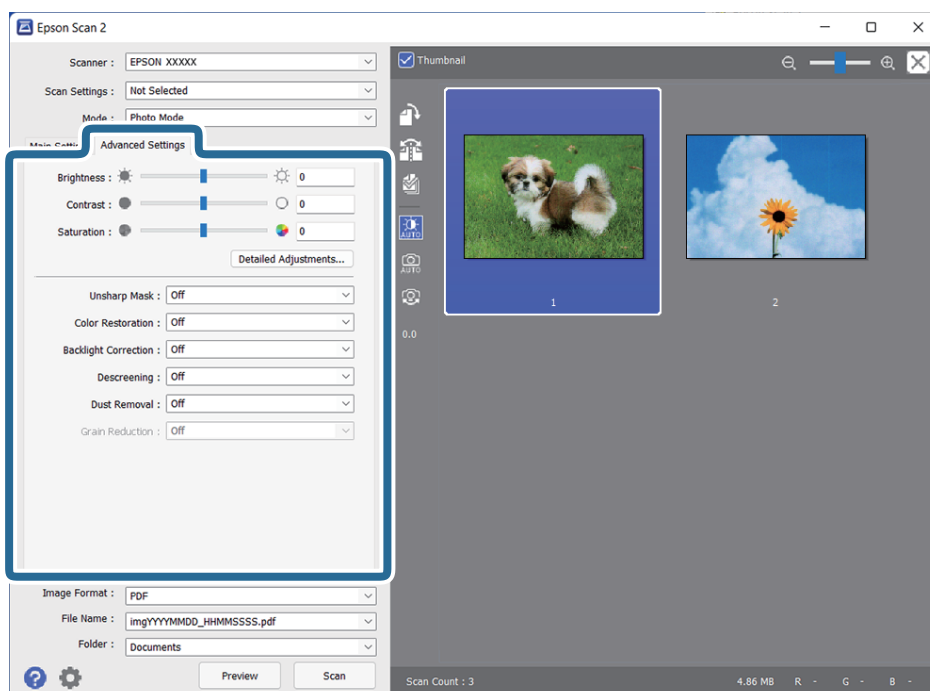 Epson Scan 2
Scanner : EPSON XXXXX
Scan Settings : Not Selected
Mode : Photo Mode
Advanced Settings
Brightness : 0
Contrast : 0
Saturation : 0
Detailed Adjustments...
Unsharp Mask : Off
Color Restoration : Off
Backlight Correction : Off
Descreening : Off
Dust Removal : Off
Grain Reduction : Off
Image Format : PDF
File Name : imgYYYYMMDD_HHMMSSSS.pdf
Folder : Documents
? Preview Scan
Thumbnail
AUTO
AUTO
0.0
1 2
Scan Count : 3 4.86 MB R - G - B -